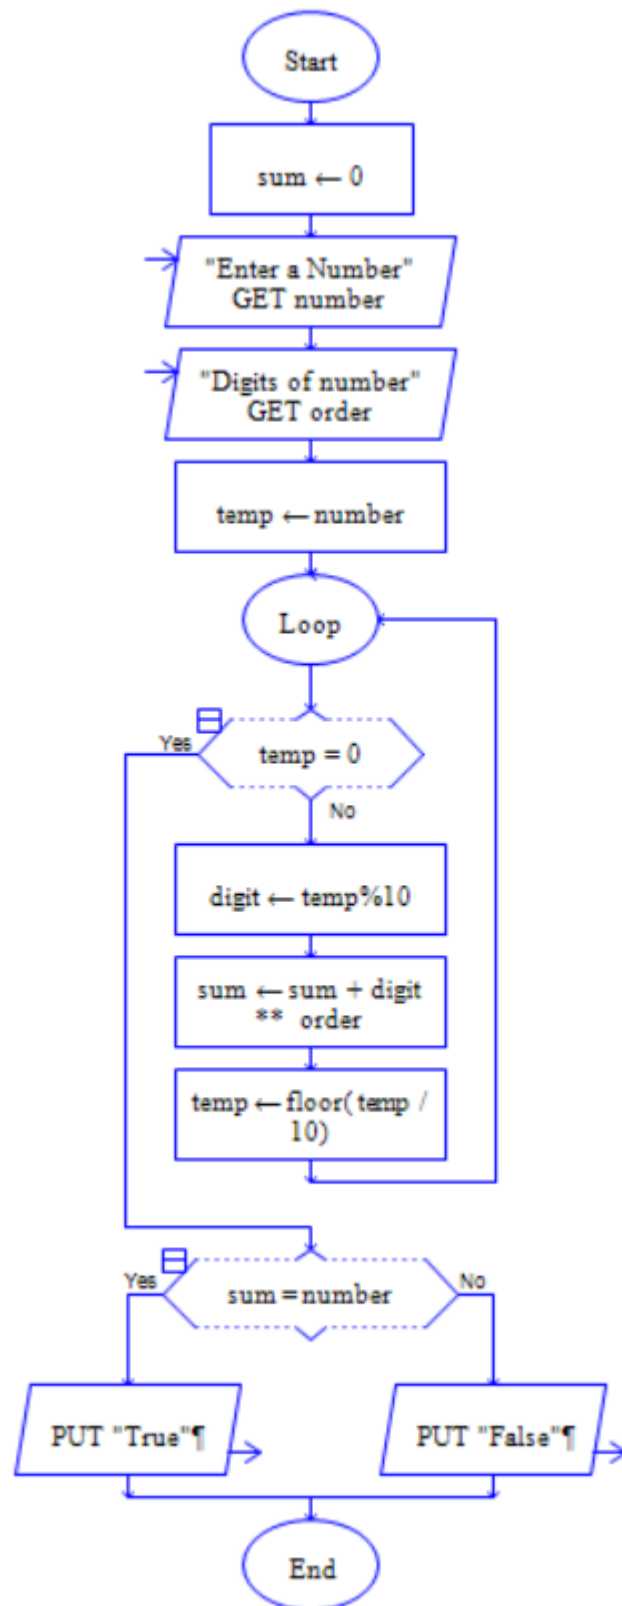 Start
sum ← 0
"Enter a Number"
GET number
"Digits of number"
GET order
temp ← number
Loop
Yes
temp = 0
No
digit ← temp%10
sum ← sum + digit
** order
temp ← floor( temp /
10)
Yes
sum = number
No
PUT "True"¶
PUT "False"¶
End